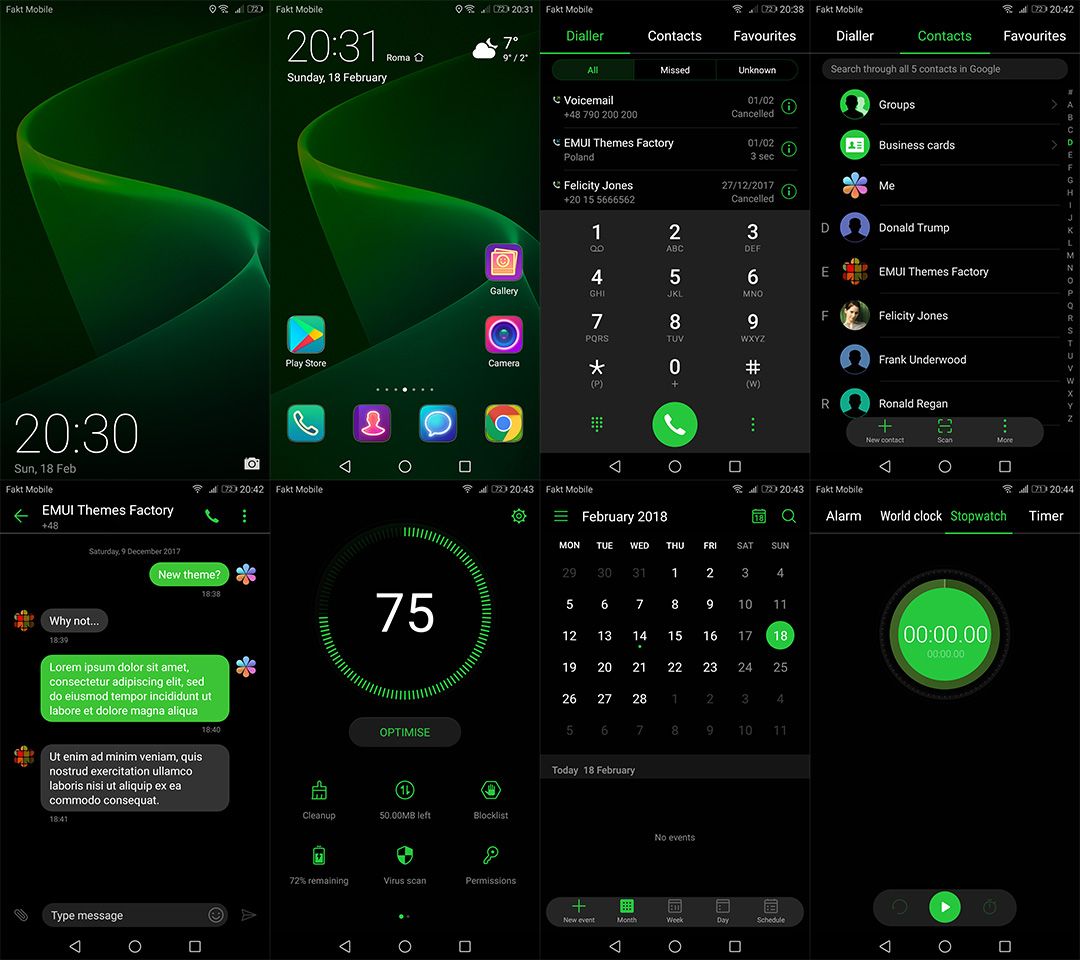 Fakt Mobile 72
20:30
Sun, 18 Feb
Fakt Mobile 72 20:31
20:31 Roma 7°
9° / 2°
Sunday, 18 February
Gallery
Play Store Camera
Fakt Mobile 72 20:38
Dialler Contacts Favourites
All Missed Unknown
Voicemail 01/02
+48 790 200 200 Cancelled
EMUI Themes Factory 01/02
Poland 3 sec
Felicity Jones 27/12/2017
+20 15 5666562 Cancelled
1 2 3
ABC DEF
4 5 6
GHI JKL MNO
7 8 9
PQRS TUV WXYZ
* 0 #
(P) + (W)
Fakt Mobile 72 20:42
Dialler Contacts Favourites
Search through all 5 contacts in Google
Groups
Business cards
Me
D Donald Trump
E EMUI Themes Factory
F Felicity Jones
Frank Underwood
R Ronald Regan
New contact Scan More
#
A
B
C
D
E
F
G
H
I
J
K
L
M
N
O
P
Q
R
S
T
U
V
W
X
Y
Z
Fakt Mobile 72 20:42
EMUI Themes Factory
+48
Saturday, 9 December 2017
New theme?
18:38
Why not...
18:39
Lorem ipsum dolor sit amet,
consectetur adipiscing elit, sed
do eiusmod tempor incididunt ut
labore et dolore magna aliqua
18:40
Ut enim ad minim veniam, quis
nostrud exercitation ullamco
laboris nisi ut aliquip ex ea
commodo consequat.
18:41
Type message
Fakt Mobile 72 20:43
75
OPTIMISE
Cleanup 50.00MB left Blocklist
72% remaining Virus scan Permissions
Fakt Mobile 72 20:43
February 2018 18
MON TUE WED THU FRI SAT SUN
29 30 31 1 2 3 4
5 6 7 8 9 10 11
12 13 14 15 16 17 18
19 20 21 22 23 24 25
26 27 28 1 2 3 4
5 6 7 8 9 10 11
Today 18 February
No events
New event Month Week Day Schedule
Fakt Mobile 71 20:44
Alarm World clock Stopwatch Timer
00:00.00
00:00.00